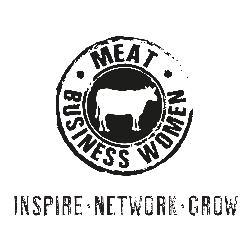 • MEAT •
BUSINESS WOMEN
INSPIRE•NETWORK•GROW